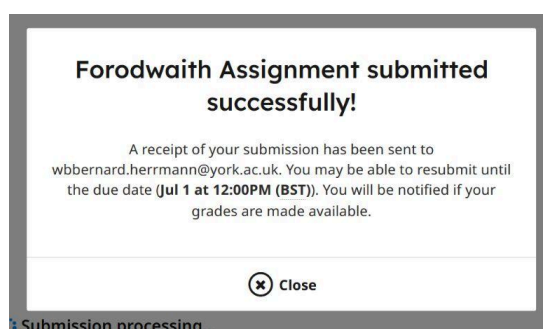 Forodwaith Assignment submitted
successfully!
A receipt of your submission has been sent to
wbbernard.herrmann@york.ac.uk. You may be able to resubmit until
the due date (Jul 1 at 12:00PM (BST)). You will be notified if your
grades are made available.
Close
Submission processing